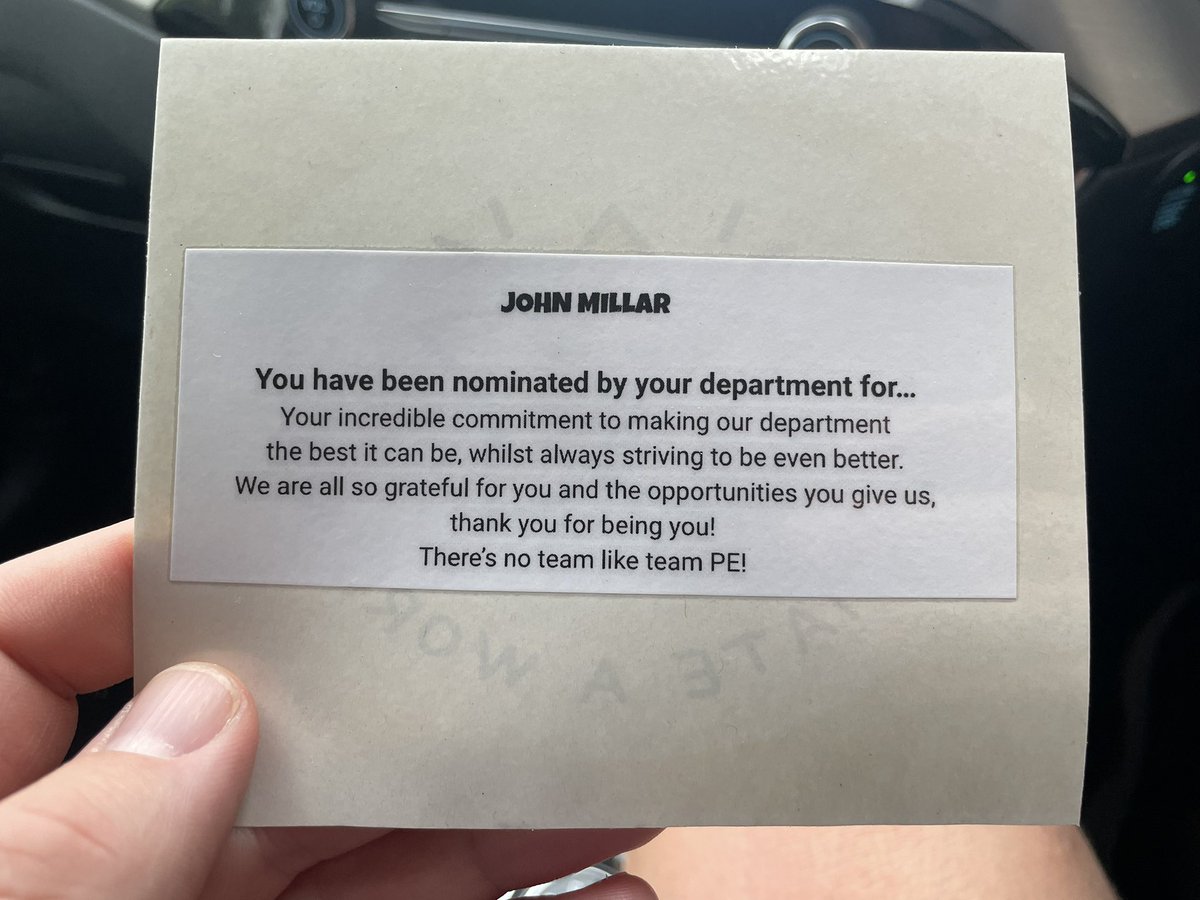 JOHN MILLAR
You have been nominated by your department for...
Your incredible commitment to making our department
the best it can be, whilst always striving to be even better.
We are all so grateful for you and the opportunities you give us,
thank you for being you!
There's no team like team PE!